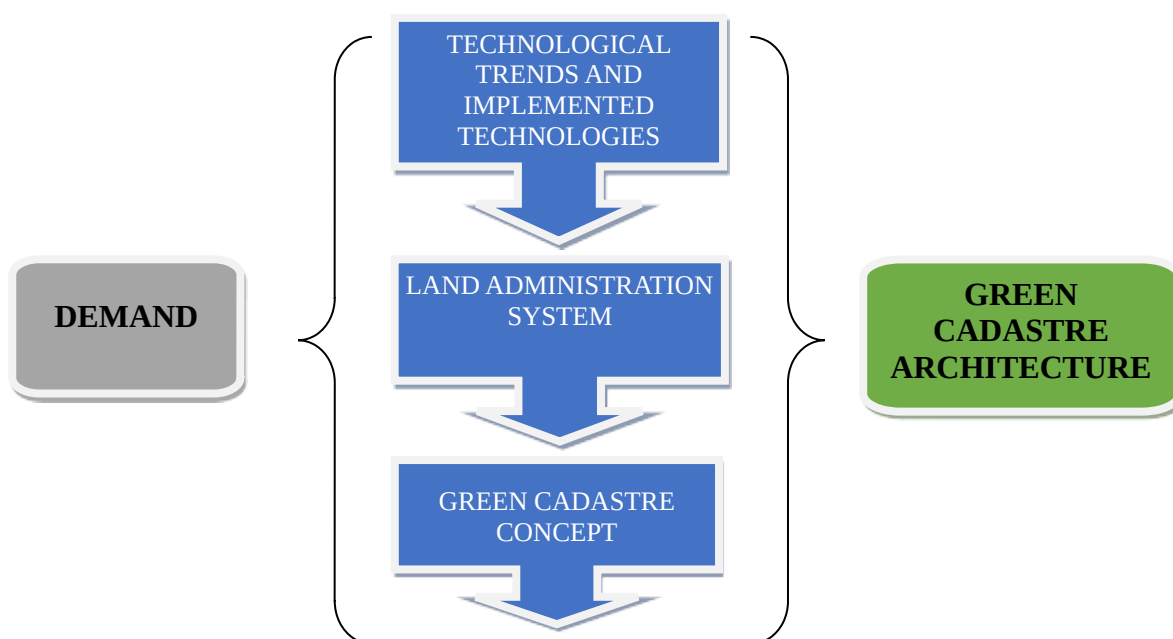 TECHNOLOGICAL
TRENDS AND
IMPLEMENTED
TECHNOLOGIES
DEMAND
LAND ADMINISTRATION
SYSTEM
GREEN
CADASTRE
ARCHITECTURE
GREEN CADASTRE
CONCEPT